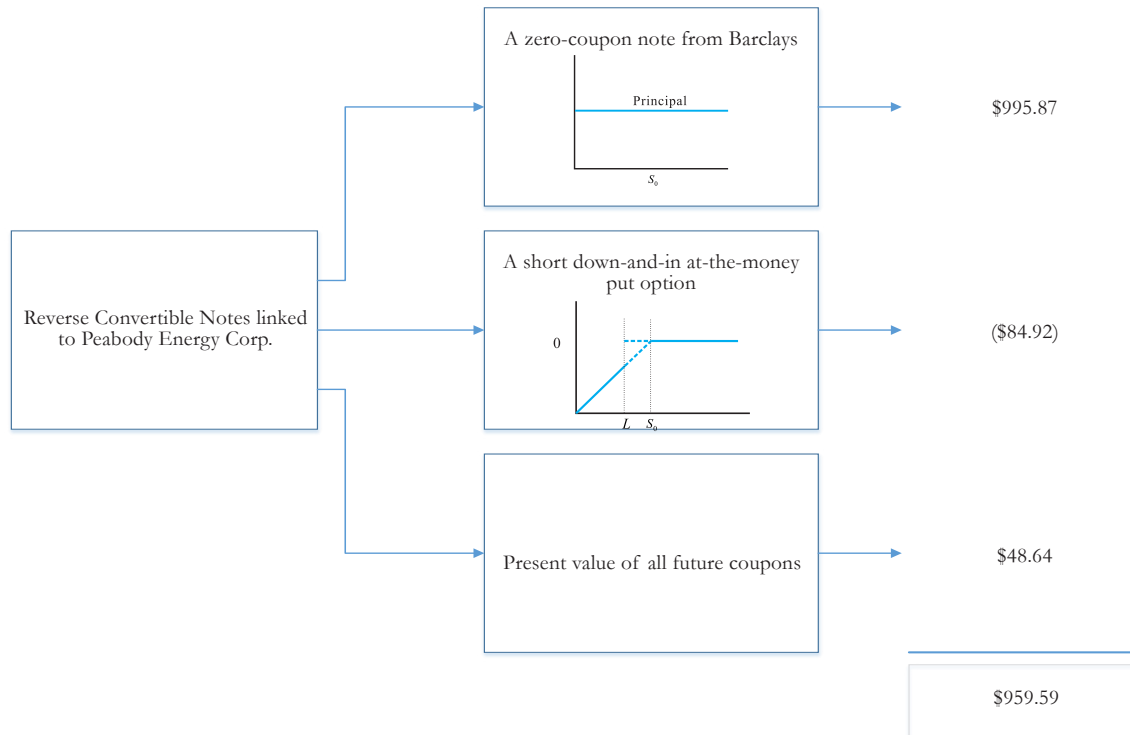 A zero-coupon note from Barclays
Principal
S0
$995.87
Reverse Convertible Notes linked
to Peabody Energy Corp.
A short down-and-in at-the-money
put option
0
L S0
($84.92)
Present value of all future coupons
$48.64
$959.59